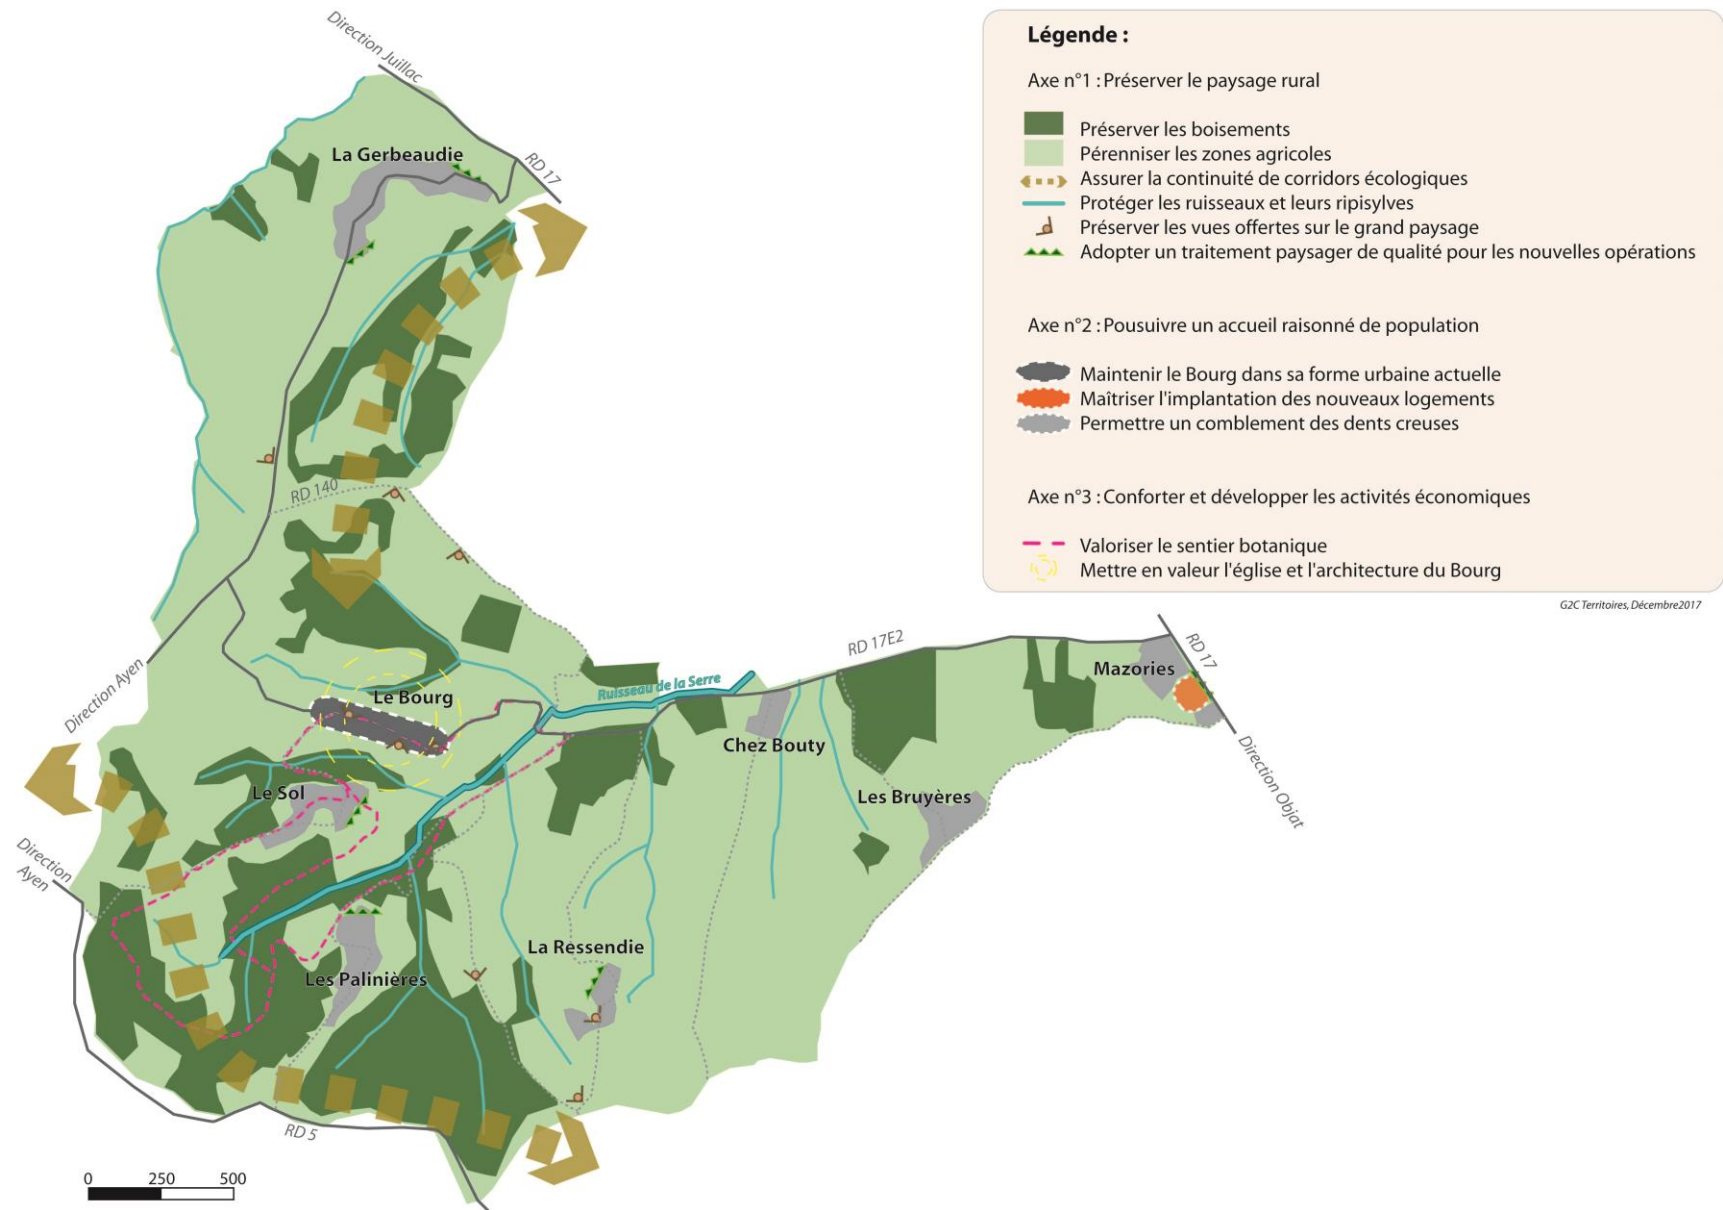 Direction Juillac
RD 17
La Gerbeaudie
RD 140
Direction Ayen
Le Bourg
Ruisseau de la Serre
RD 17E2
Mazories
RD 17
Direction Objat
Chez Bouty
Les Bruyères
Le Sol
Direction
Ayen
La Ressendie
Les Palinières
RD 5
0 250 500
Légende :
Axe n°1 : Préserver le paysage rural
Préserver les boisements
Pérenniser les zones agricoles
Assurer la continuité de corridors écologiques
Protéger les ruisseaux et leurs ripisylves
Préserver les vues offertes sur le grand paysage
Adopter un traitement paysager de qualité pour les nouvelles opérations
Axe n°2 : Pousuivre un accueil raisonné de population
Maintenir le Bourg dans sa forme urbaine actuelle
Maîtriser l'implantation des nouveaux logements
Permettre un comblement des dents creuses
Axe n°3 : Conforter et développer les activités économiques
Valoriser le sentier botanique
Mettre en valeur l'église et l'architecture du Bourg
G2C Territoires, Décembre2017